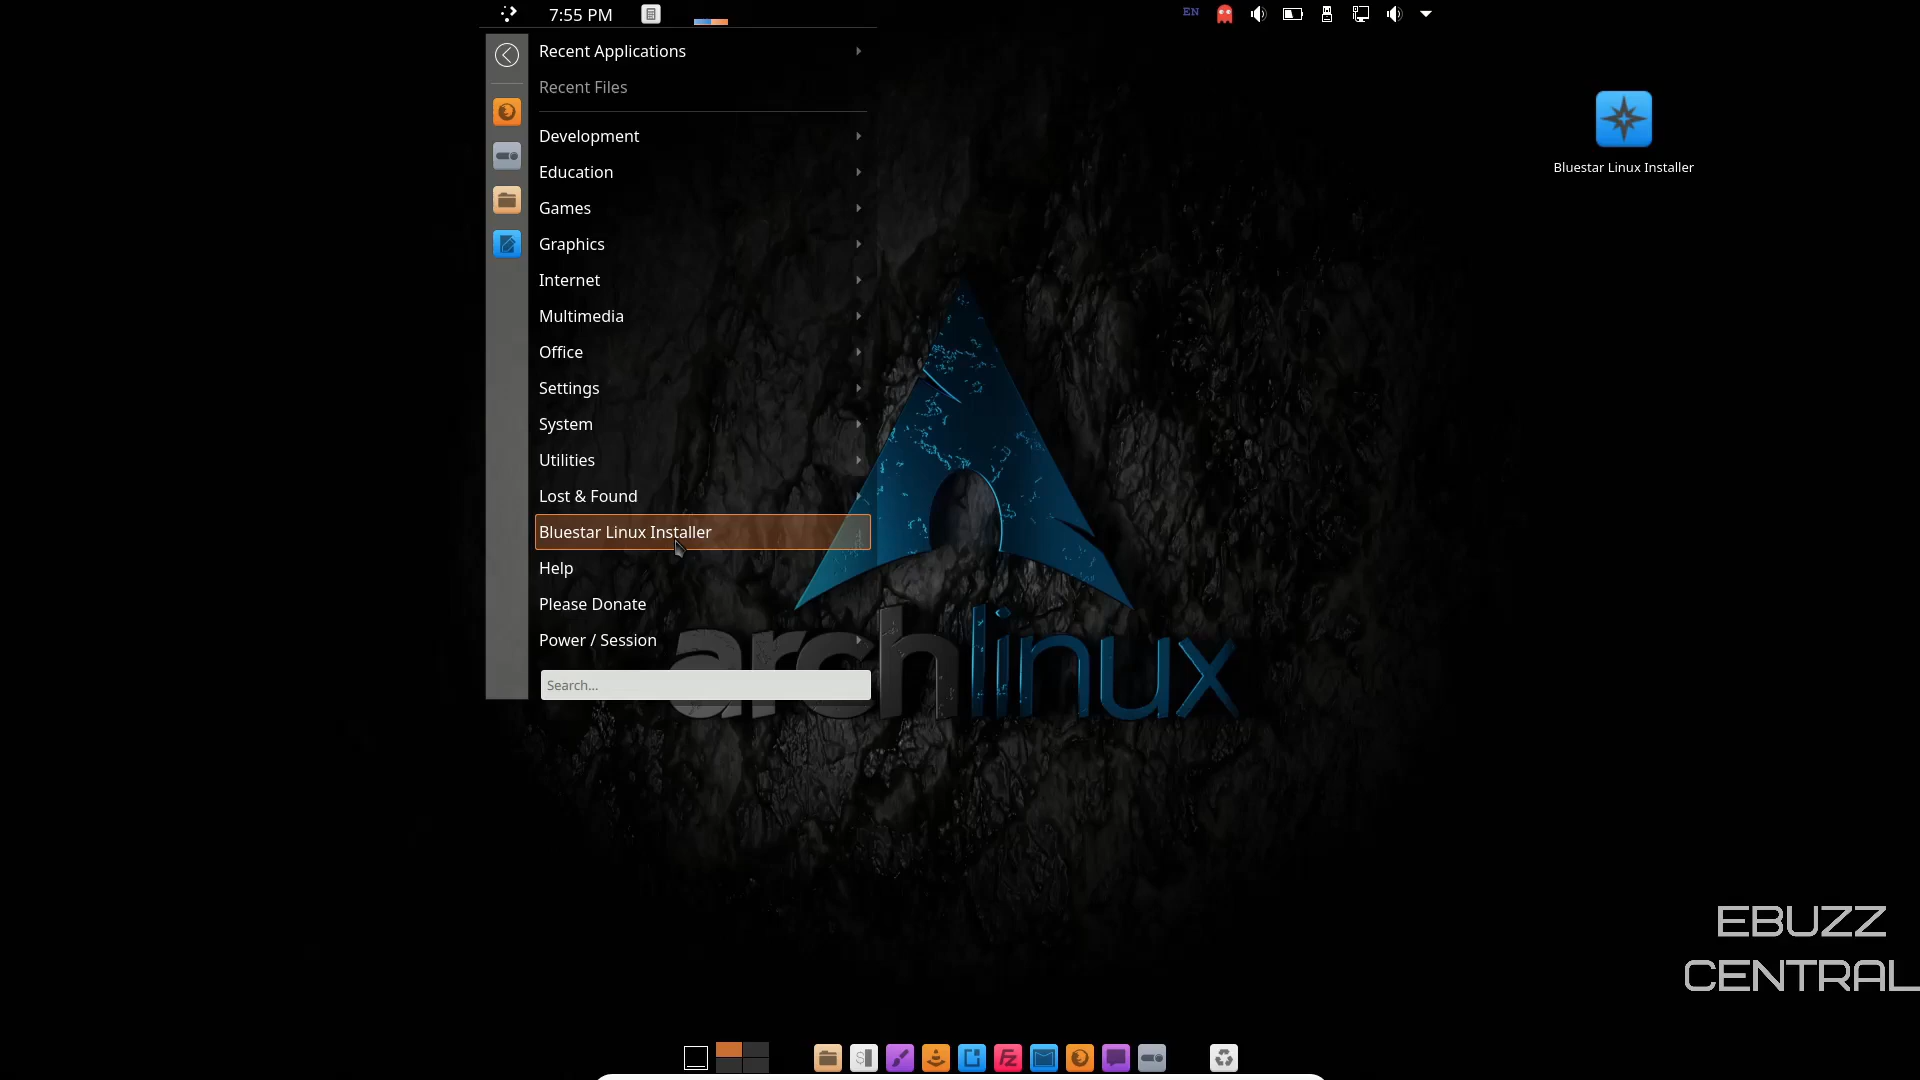 7:55 PM
EN
Recent Applications
Recent Files
Development
Education
Games
Graphics
Internet
Multimedia
Office
Settings
System
Utilities
Lost & Found
Bluestar Linux Installer
Help
Please Donate
Power / Session
Search...
Bluestar Linux Installer
archlinux
EBUZZ
CENTRAL
Fz